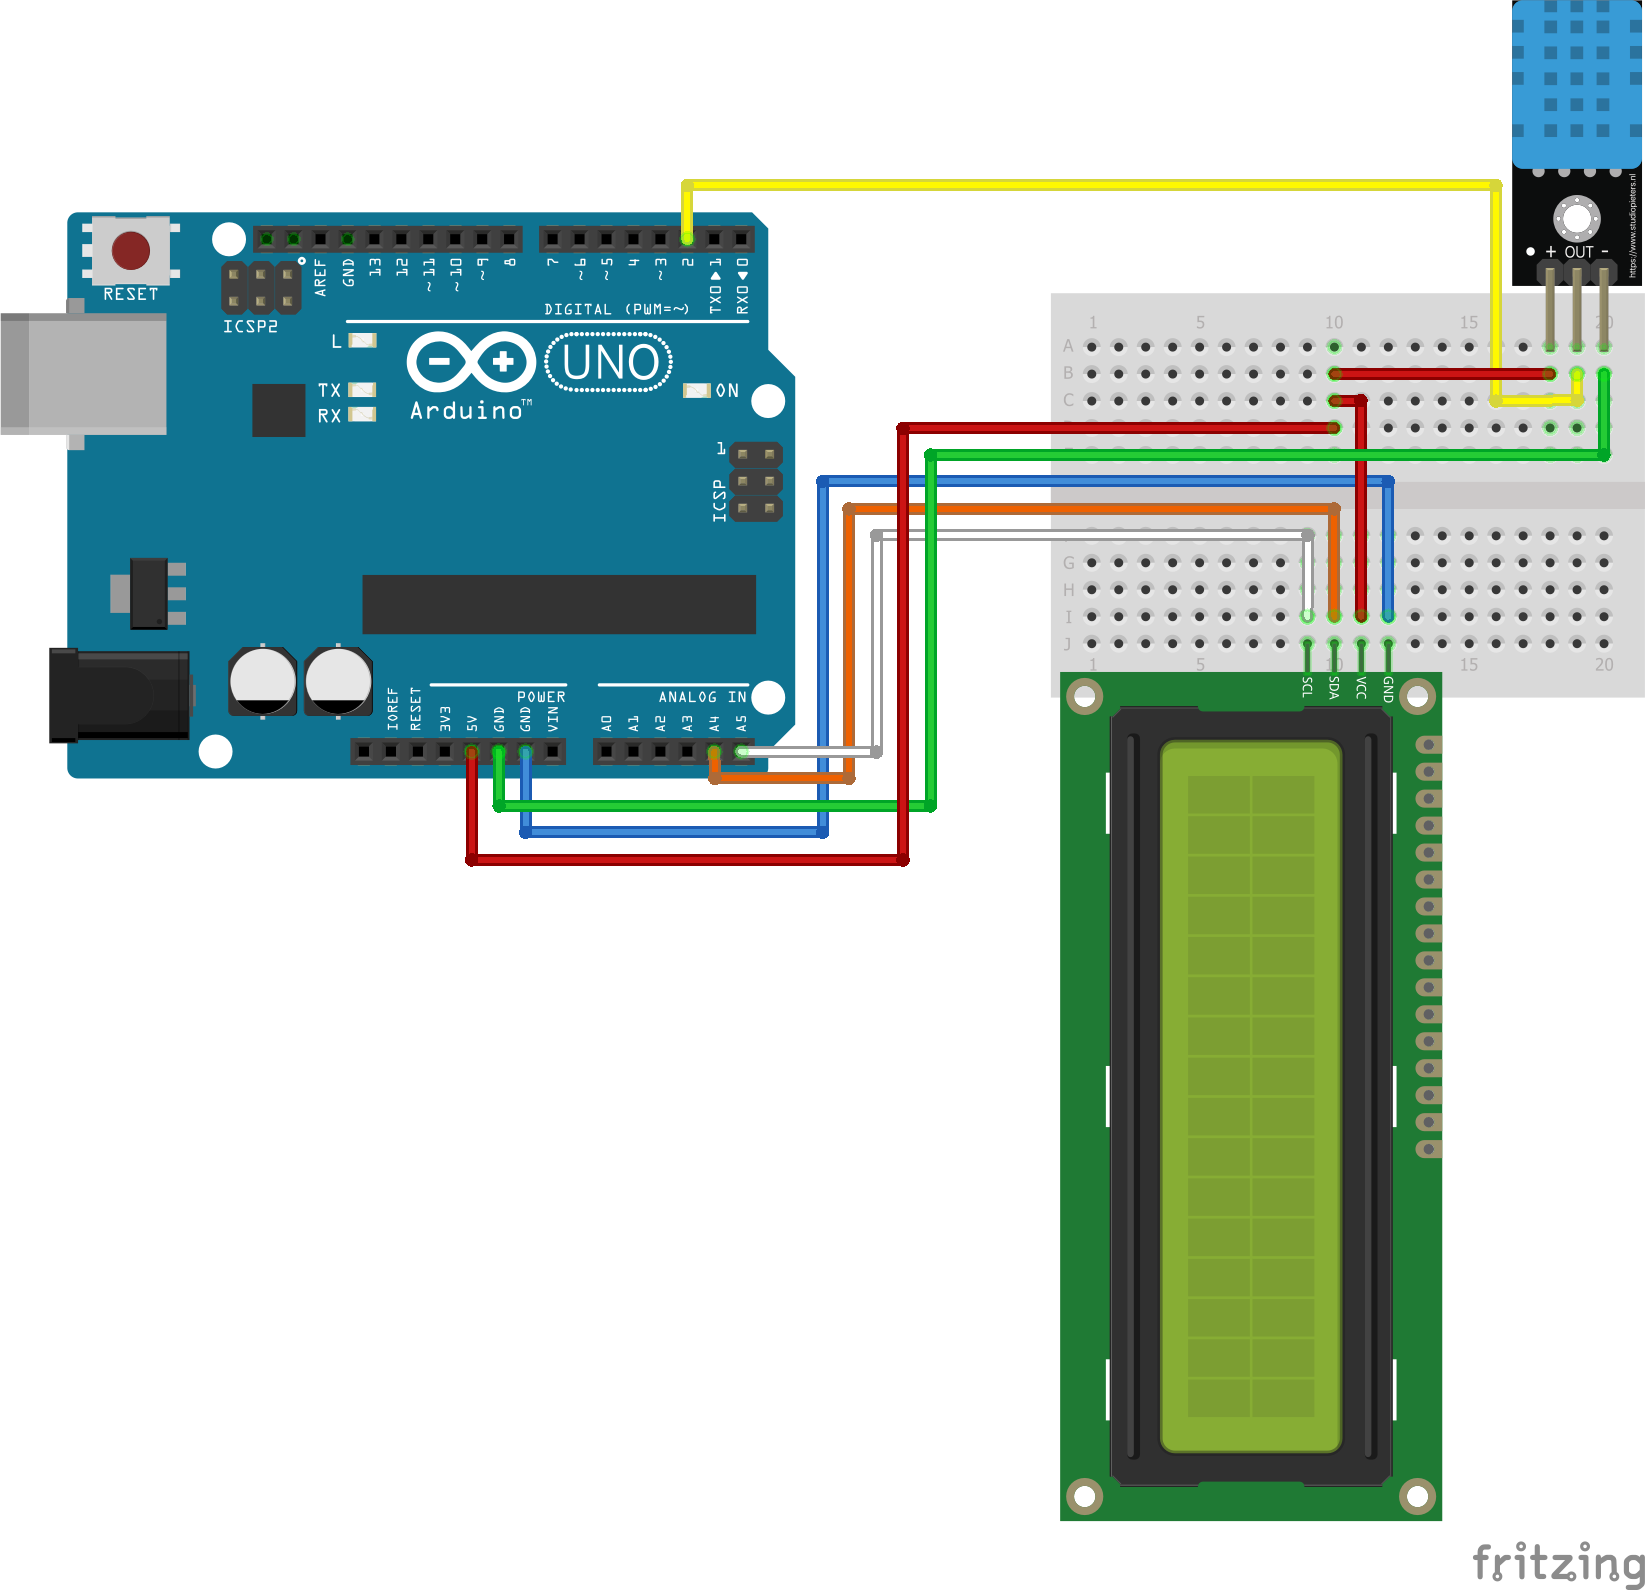 https://www.studiopieters.nl
+ OUT -
RESET
ICSP2
AREF
GND
13
12
~11
~10
~9
8
7
~6
~5
4
~3
2
TX0 ▶ 1
RX0 ◀ 0
DIGITAL (PWM=~)
L
TX
RX
UNO
Arduino™
ON
1
ICSP
1 5 10 15 20
A
B
C
G
H
I
J
1 5 10 15 20
SCL
SDA
VCC
GND
POWER
ANALOG IN
IOREF
RESET
3V3
5V
GND
GND
VIN
A0
A1
A2
A3
A4
A5
fritzing